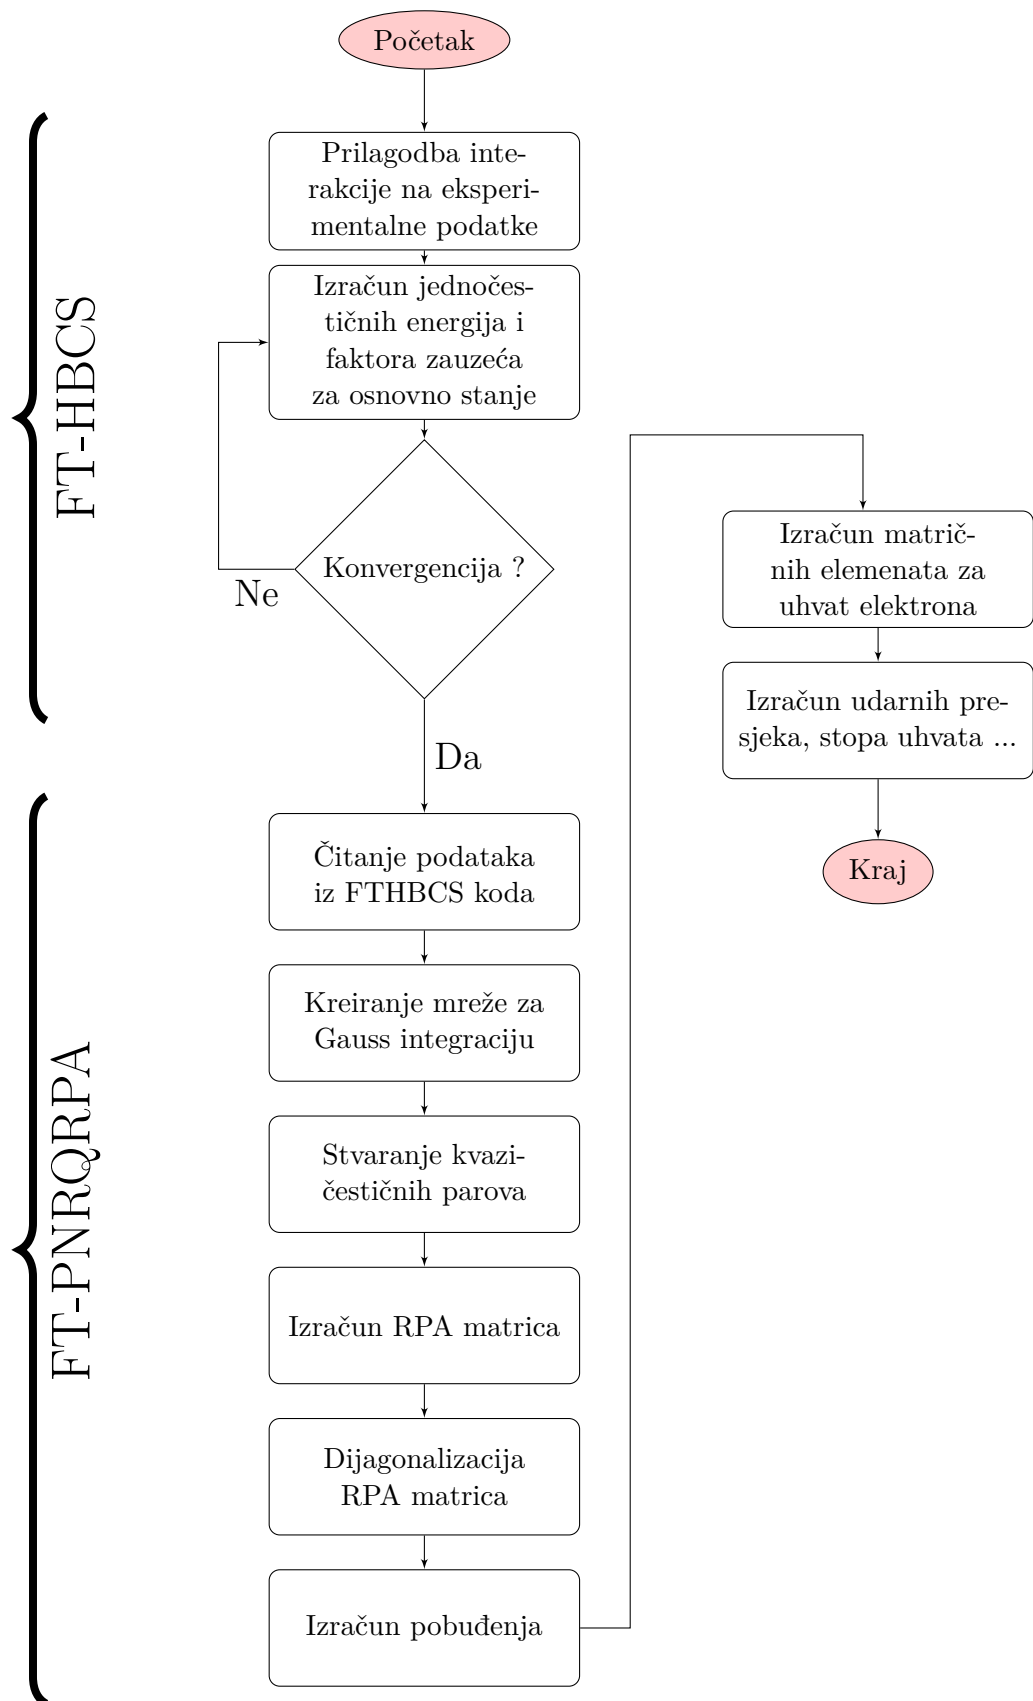 Početak
FT-HBCS
Prilagodba inte-
rakcije na eksperi-
mentalne podatke
Izračun jednočes-
tičnih energija i
faktora zauzeća
za osnovno stanje
Konvergencija ?
Ne
Da
FT-PNRQRPA
Čitanje podataka
iz FTHBCS koda
Kreiranje mreže za
Gauss integraciju
Stvaranje kvazi-
čestičnih parova
Izračun RPA matrica
Dijagonalizacija
RPA matrica
Izračun pobuđenja
Izračun matrič-
nih elemenata za
uhvat elektrona
Izračun udarnih pre-
sjeka, stopa uhvata ...
Kraj